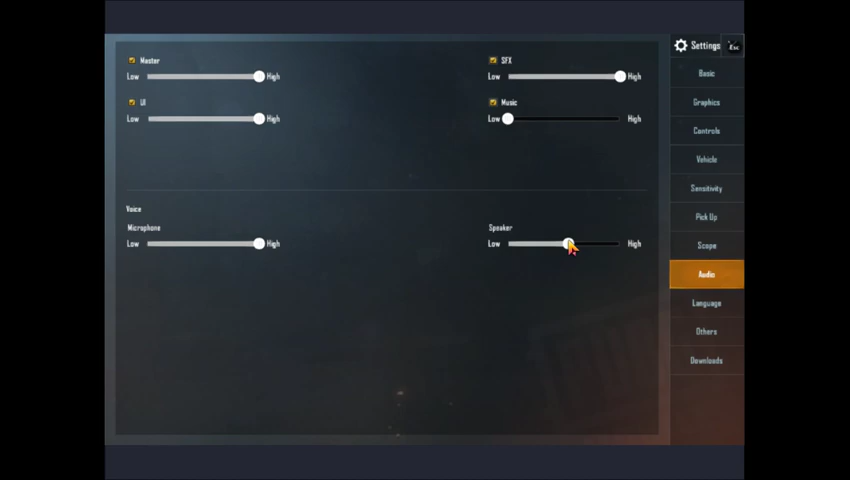 Master
Low High
UI
Low High
SFX
Low High
Music
Low High
Voice
Microphone
Low High
Speaker
Low High
Settings
Esc
Basic
Graphics
Controls
Vehicle
Sensitivity
Pick Up
Scope
Audio
Language
Others
Downloads